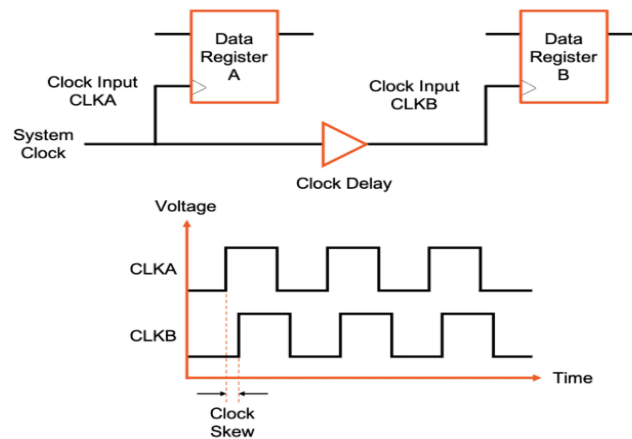 Data
Register
A
Data
Register
B
Clock Input
CLKA
Clock Input
CLKB
System
Clock
Clock Delay
Voltage
CLKA
CLKB
Time
Clock
Skew